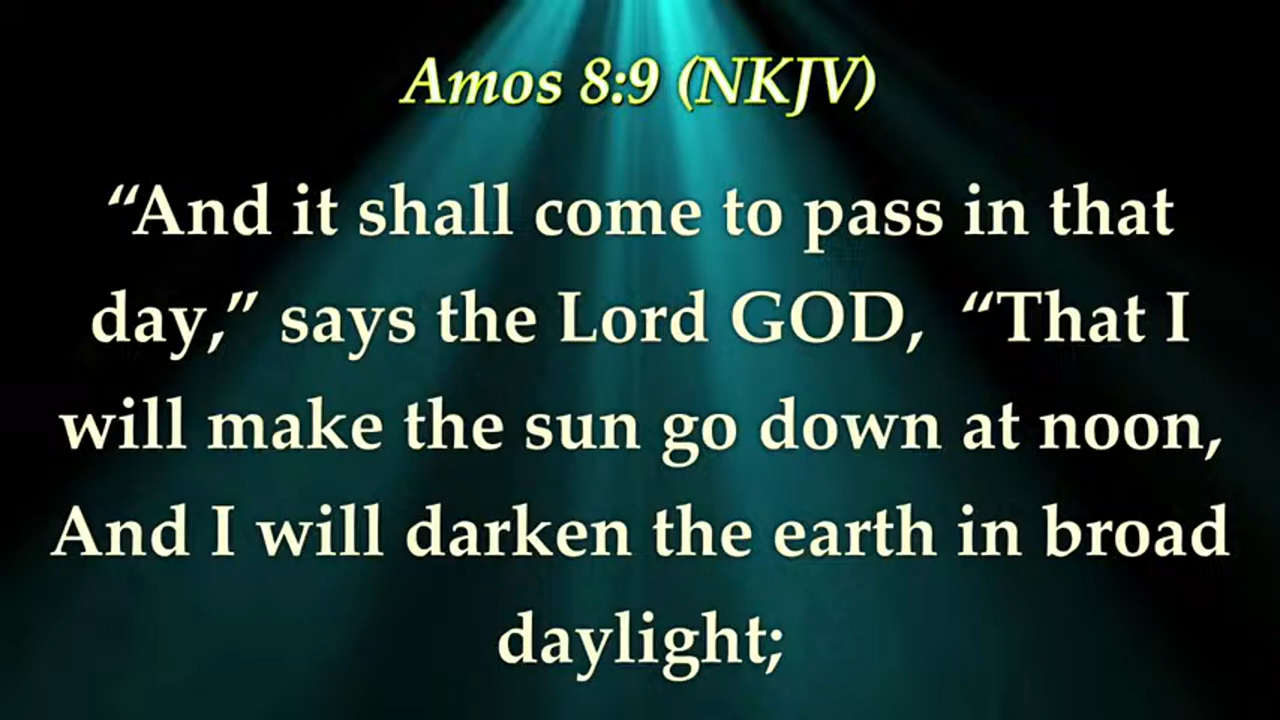 Amos 8:9 (NKJV)
“And it shall come to pass in that
day,” says the Lord GOD,  “That I
will make the sun go down at noon,
And I will darken the earth in broad
daylight;